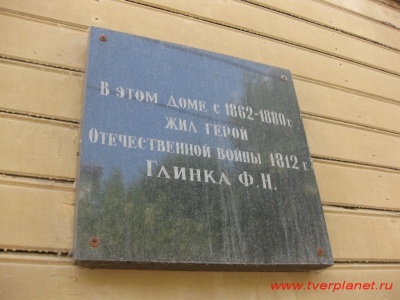 В ЭТОМ ДОМЕ С 1862-1880 г.
ЖИЛ ГЕРОЙ
ОТЕЧЕСТВЕННОЙ ВОЙНЫ 1812 г.
ГЛИНКА Ф.Н.
www.tverplanet.ru